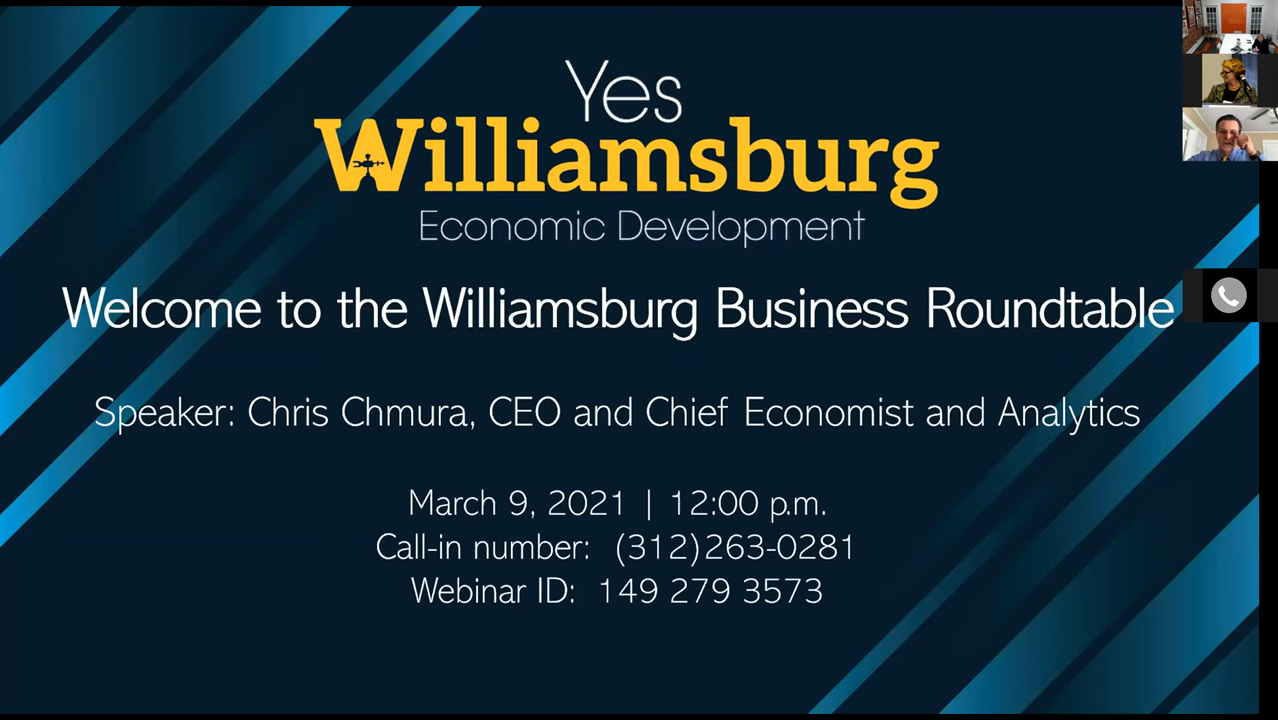 Yes
Williamsburg
Economic Development
Welcome to the Williamsburg Business Roundtable
Speaker: Chris Chmura, CEO and Chief Economist and Analytics
March 9, 2021 | 12:00 p.m.
Call-in number: (312)263-0281
Webinar ID: 149 279 3573